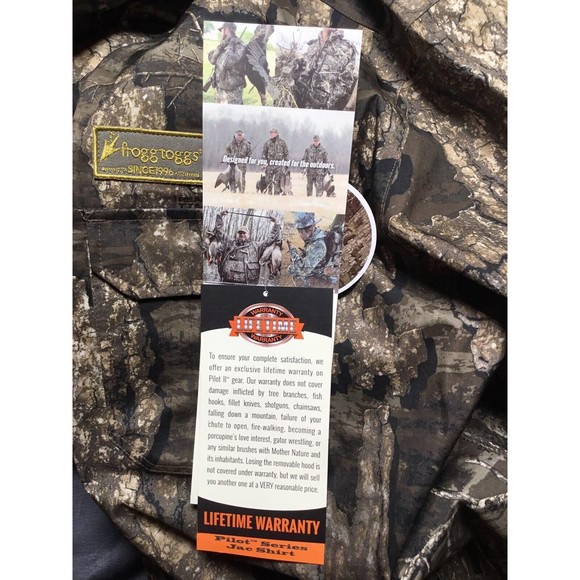 frogg toggs
SINCE 1996
Designed for you, created for the outdoors.
WARRANTY
LIFETIME
WARRANTY
To ensure your complete satisfaction, we
offer an exclusive lifetime warranty on
Pilot II™ gear. Our warranty does not cover
damage inflicted by tree branches, fish
hooks, fillet knives, shotguns, chainsaws,
falling down a mountain, failure of your
chute to open, fire-walking, becoming a
porcupine's love interest, gator wrestling, or
any similar brushes with Mother Nature and
its inhabitants. Losing the removable hood is
not covered under warranty, but we will sell
you another one at a VERY reasonable price.
LIFETIME WARRANTY
Pilot™ Series
Jac Shirt